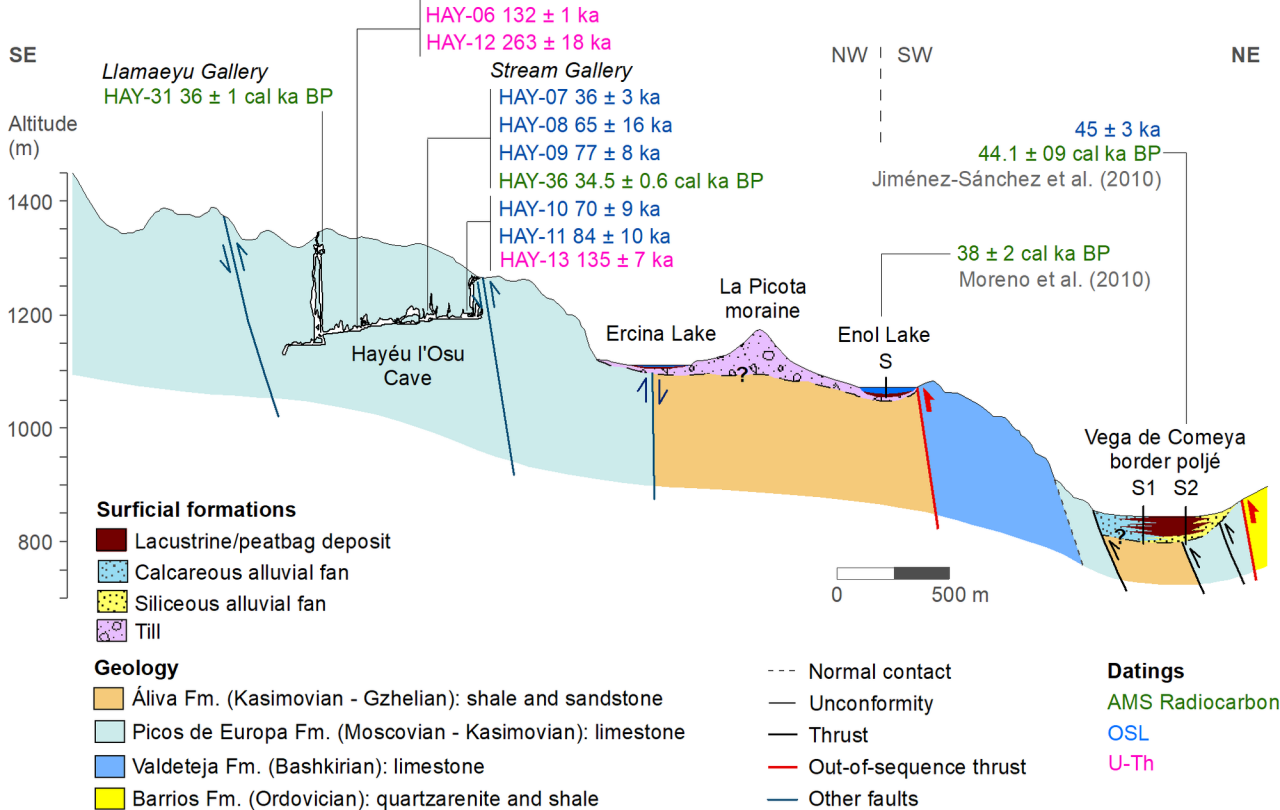 HAY-06 132 ± 1 ka
HAY-12 263 ± 18 ka
SE
NW
SW
NE
Llamaeyu Gallery
HAY-31 36 ± 1 cal ka BP
Stream Gallery
HAY-07 36 ± 3 ka
HAY-08 65 ± 16 ka
HAY-09 77 ± 8 ka
HAY-36 34.5 ± 0.6 cal ka BP
HAY-10 70 ± 9 ka
HAY-11 84 ± 10 ka
HAY-13 135 ± 7 ka
45 ± 3 ka
44.1 ± 09 cal ka BP
Jiménez-Sánchez et al. (2010)
38 ± 2 cal ka BP
Moreno et al. (2010)
Altitude
(m)
1400
1200
1000
800
Hayéu l'Osu
Cave
Ercina Lake
La Picota
moraine
?
Enol Lake
S
Vega de Comeya
border poljé
S1 S2
?
0 500 m
Surficial formations
Lacustrine/peatbag deposit
Calcareous alluvial fan
Siliceous alluvial fan
Till
Geology
Áliva Fm. (Kasimovian - Gzhelian): shale and sandstone
Picos de Europa Fm. (Moscovian - Kasimovian): limestone
Valdeteja Fm. (Bashkirian): limestone
Barrios Fm. (Ordovician): quartzarenite and shale
Normal contact
Unconformity
Thrust
Out-of-sequence thrust
Other faults
Datings
AMS Radiocarbon
OSL
U-Th